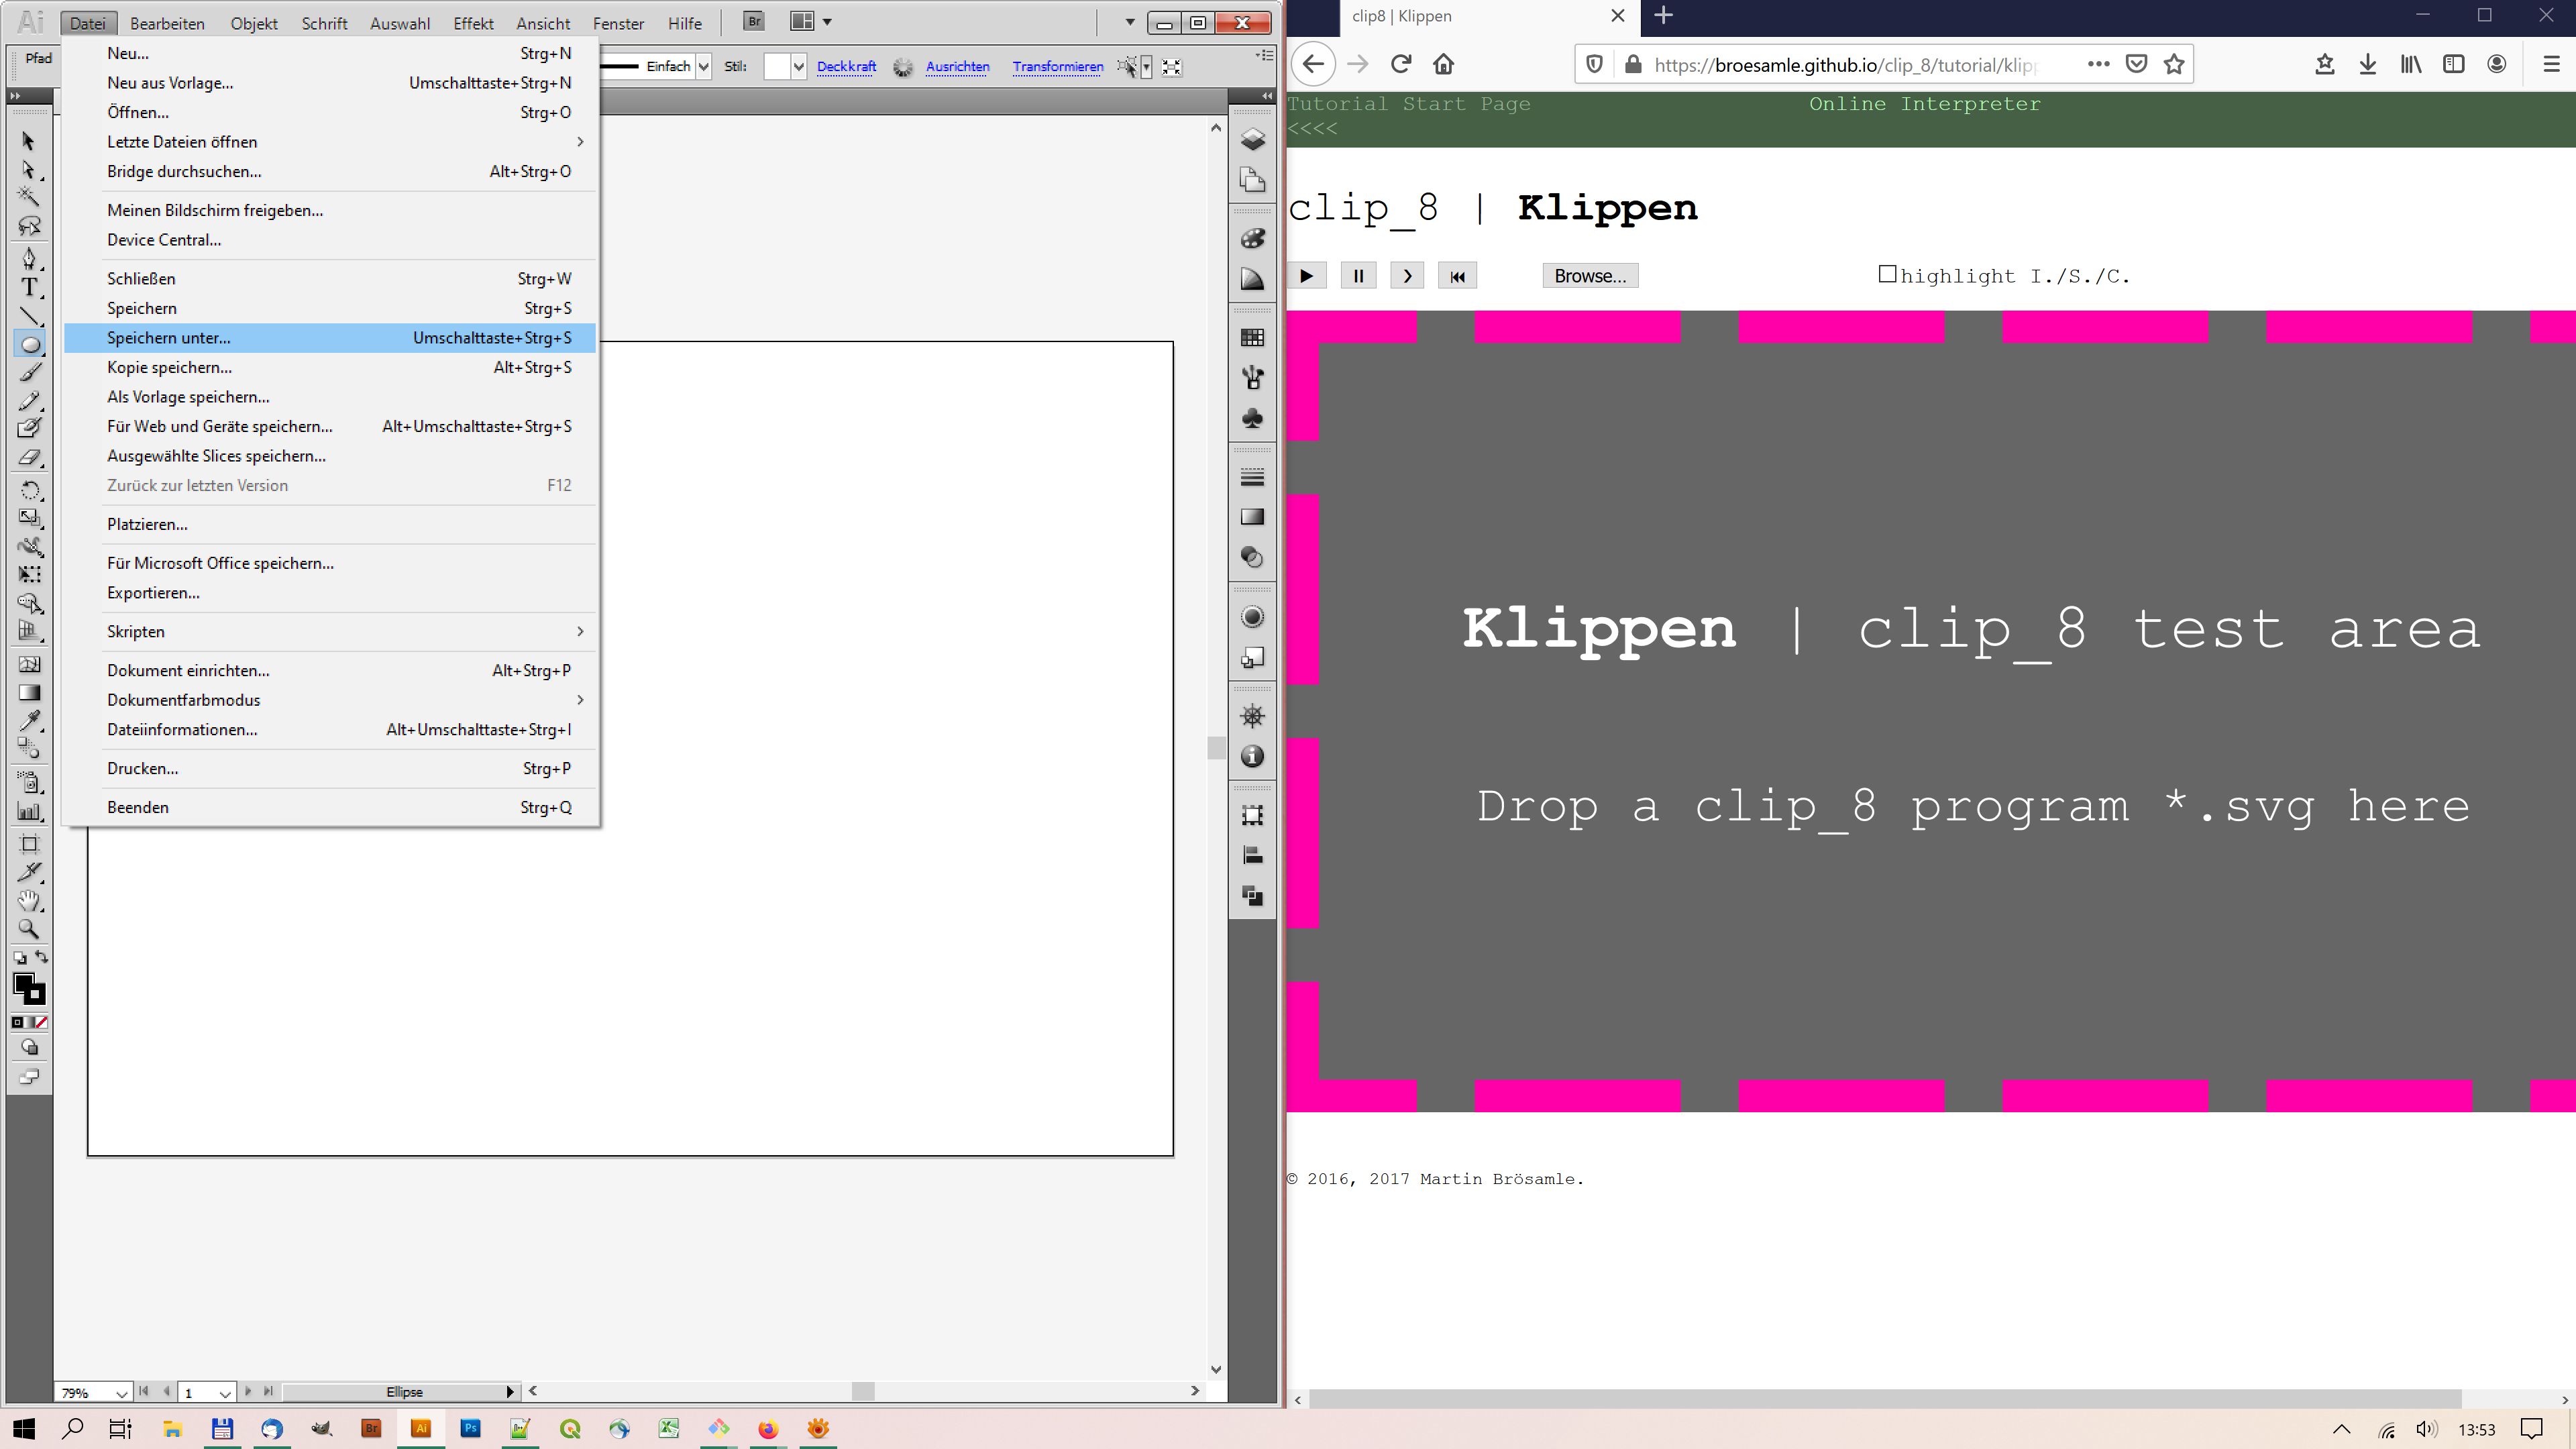 Ai Datei Bearbeiten Objekt Schrift Auswahl Effekt Ansicht Fenster Hilfe Br
Pfad Einfach Stil: Deckkraft Ausrichten Transformieren
Neu... Strg+N
Neu aus Vorlage... Umschalttaste+Strg+N
Öffnen... Strg+O
Letzte Dateien öffnen
Bridge durchsuchen... Alt+Strg+O
Meinen Bildschirm freigeben...
Device Central...
Schließen Strg+W
Speichern Strg+S
Speichern unter... Umschalttaste+Strg+S
Kopie speichern... Alt+Strg+S
Als Vorlage speichern...
Für Web und Geräte speichern... Alt+Umschalttaste+Strg+S
Ausgewählte Slices speichern...
Zurück zur letzten Version F12
Platzieren...
Für Microsoft Office speichern...
Exportieren...
Skripten
Dokument einrichten... Alt+Strg+P
Dokumentfarbmodus
Dateiinformationen... Alt+Umschalttaste+Strg+I
Drucken... Strg+P
Beenden Strg+Q
79% 1 Ellipse
clip8 | Klippen
https://broesamle.github.io/clip_8/tutorial/klipp
Tutorial Start Page Online Interpreter
<<<<
clip_8 | Klippen
Browse... highlight I./S./C.
Klippen | clip_8 test area
Drop a clip_8 program *.svg here
© 2016, 2017 Martin Brösamle.
Br Ai Ps 13:53